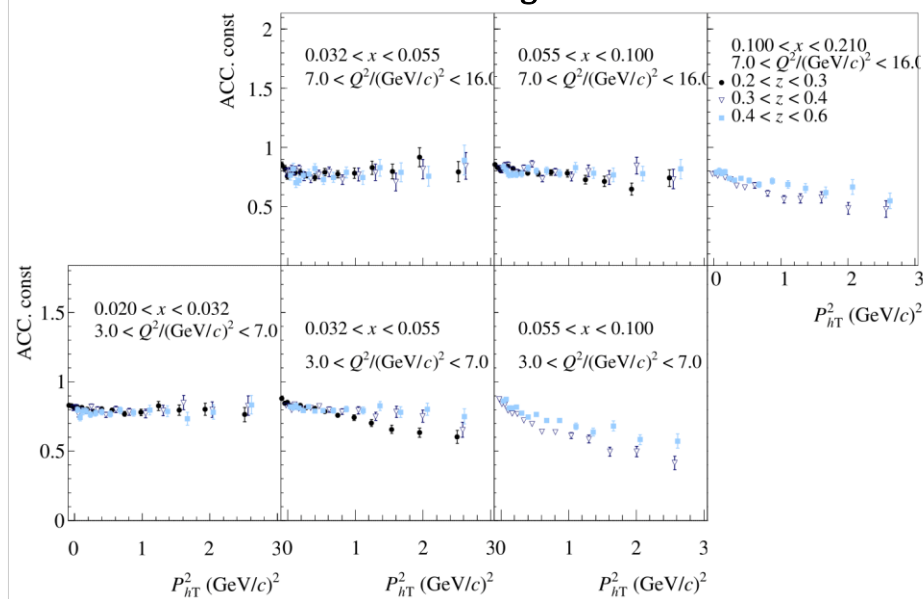 ACC. const
2
1.5
1
0.5
0.032 < x < 0.055
7.0 < Q²/(GeV/c)² < 16.0
0.055 < x < 0.100
7.0 < Q²/(GeV/c)² < 16.0
0.100 < x < 0.210
7.0 < Q²/(GeV/c)² < 16.0
0.2 < z < 0.3
0.3 < z < 0.4
0.4 < z < 0.6
0 1 2 3
P²hT (GeV/c)²
ACC. const
1.5
1
0.5
0
0.020 < x < 0.032
3.0 < Q²/(GeV/c)² < 7.0
0.032 < x < 0.055
3.0 < Q²/(GeV/c)² < 7.0
0.055 < x < 0.100
3.0 < Q²/(GeV/c)² < 7.0
0 1 2 30 1 2 30 1 2 3
P²hT (GeV/c)² P²hT (GeV/c)² P²hT (GeV/c)²